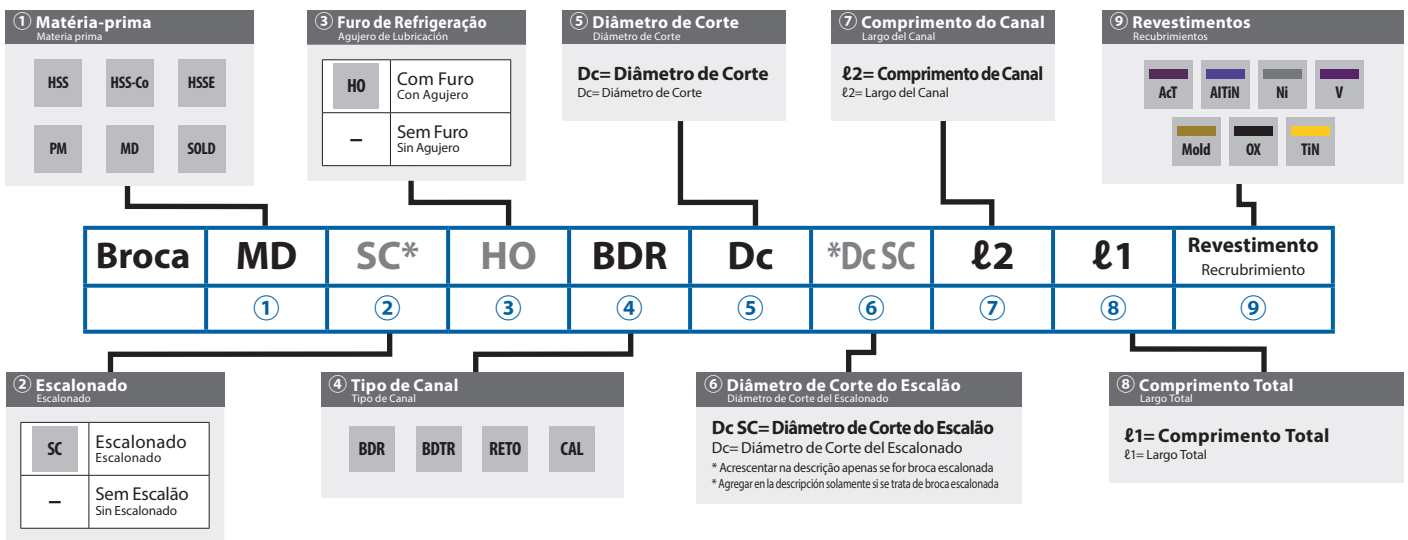 ① Matéria-prima
Materia prima
HSS
HSS-Co
HSSE
PM
MD
SOLD
③ Furo de Refrigeração
Agujero de Lubricación
HO
Com Furo
Con Agujero
–
Sem Furo
Sin Agujero
⑤ Diâmetro de Corte
Diámetro de Corte
Dc= Diâmetro de Corte
Dc= Diámetro de Corte
⑦ Comprimento do Canal
Largo del Canal
ℓ2= Comprimento de Canal
ℓ2= Largo del Canal
⑨ Revestimentos
Recubrimientos
AcT
AlTiN
Ni
V
Mold
OX
TiN
Broca
MD
SC*
HO
BDR
Dc
*Dc SC
ℓ2
ℓ1
Revestimento
Recrubrimiento
①
②
③
④
⑤
⑥
⑦
⑧
⑨
② Escalonado
Escalonado
SC
Escalonado
Escalonado
–
Sem Escalão
Sin Escalonado
④ Tipo de Canal
Tipo de Canal
BDR
BDTR
RETO
CAL
⑥ Diâmetro de Corte do Escalão
Diámetro de Corte del Escalonado
Dc SC= Diâmetro de Corte do Escalão
Dc= Diámetro de Corte del Escalonado
* Acrescentar na descrição apenas se for broca escalonada
* Agregar en la descripción solamente si se trata de broca escalonada
⑧ Comprimento Total
Largo Total
ℓ1= Comprimento Total
ℓ1= Largo Total